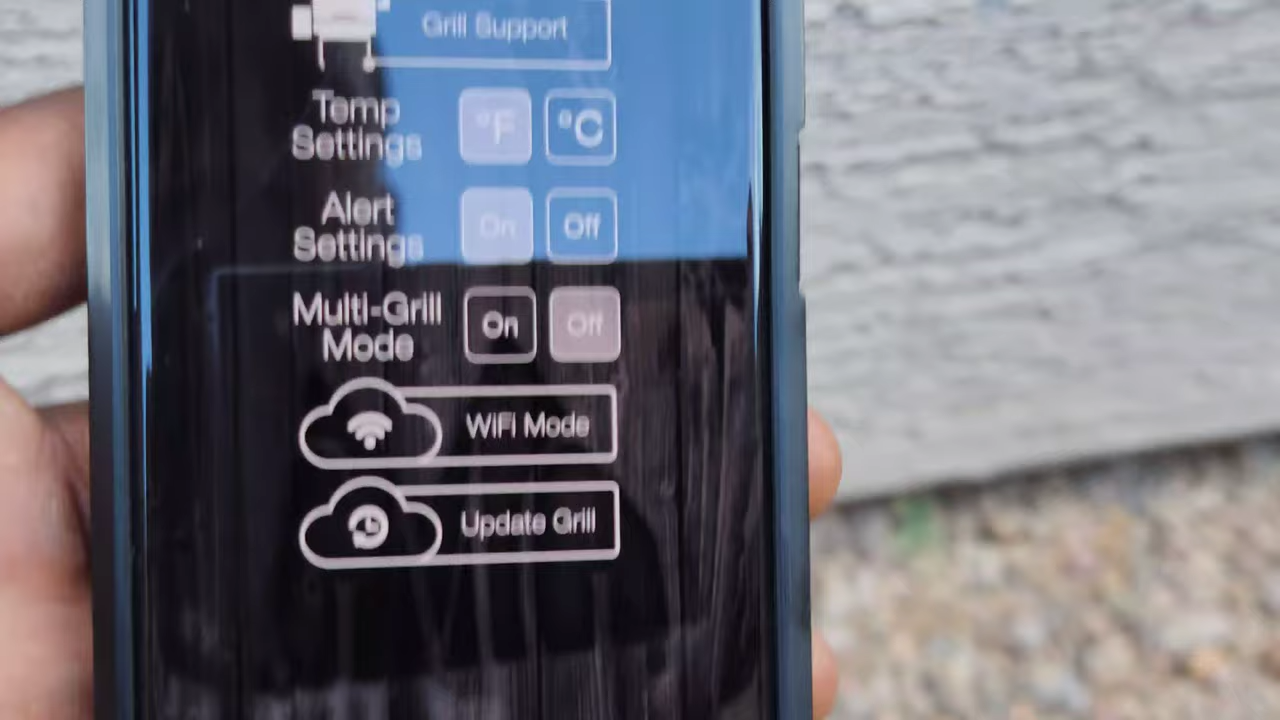 Grill Support
Temp
Settings
°F
°C
Alert
Settings
On
Off
Multi-Grill
Mode
On
Off
WiFi Mode
Update Grill